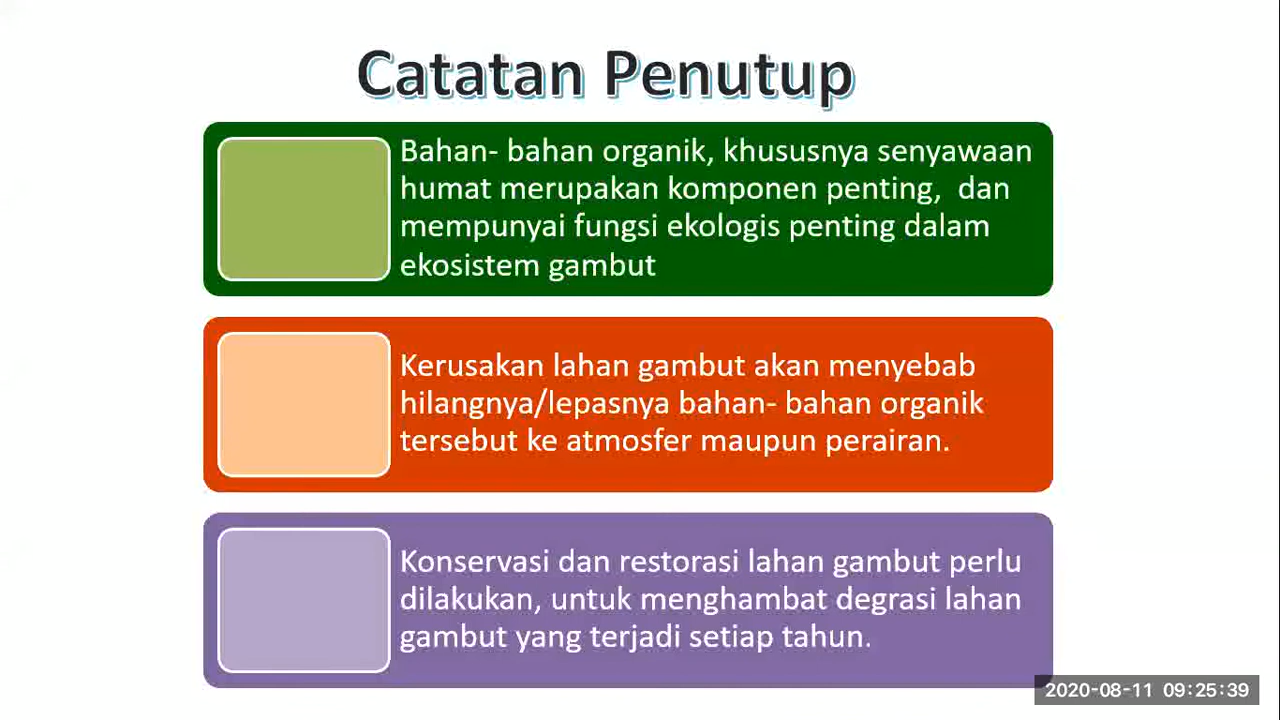 Catatan Penutup
Bahan- bahan organik, khususnya senyawaan
humat merupakan komponen penting,  dan
mempunyai fungsi ekologis penting dalam
ekosistem gambut
Kerusakan lahan gambut akan menyebab
hilangnya/lepasnya bahan- bahan organik
tersebut ke atmosfer maupun perairan.
Konservasi dan restorasi lahan gambut perlu
dilakukan, untuk menghambat degrasi lahan
gambut yang terjadi setiap tahun.
2020-08-11 09:25:39